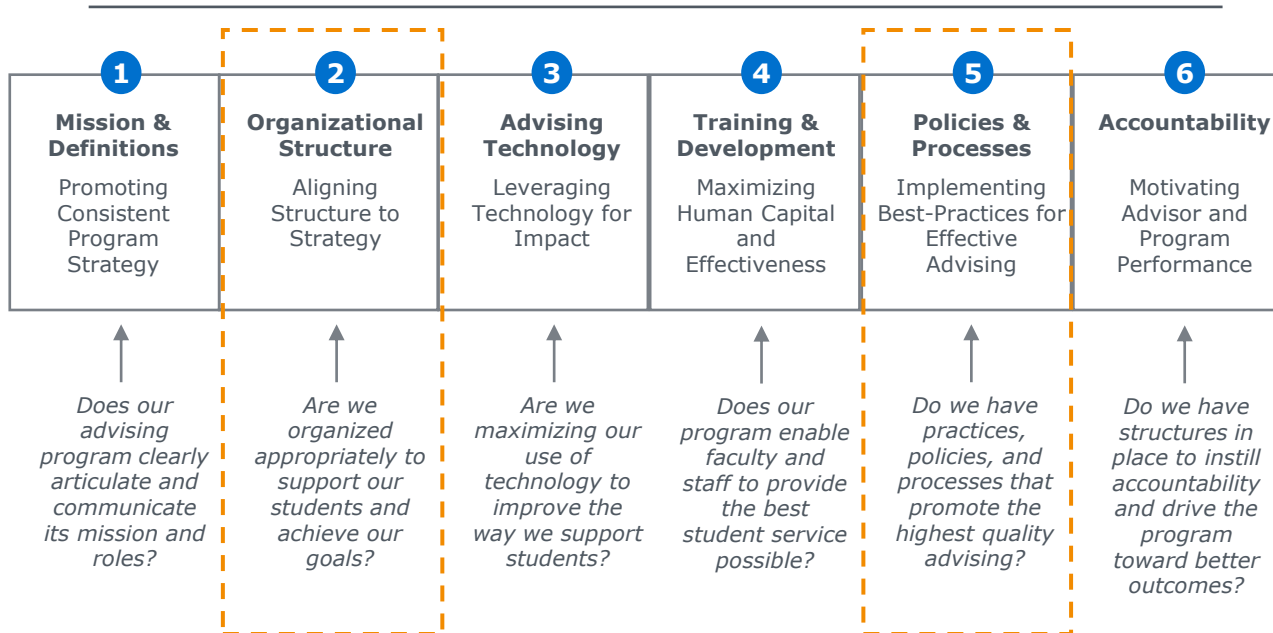 1
Mission &
Definitions
Promoting
Consistent
Program
Strategy
Does our
advising
program clearly
articulate and
communicate
its mission and
roles?
2
Organizational
Structure
Aligning
Structure to
Strategy
Are we
organized
appropriately to
support our
students and
achieve our
goals?
3
Advising
Technology
Leveraging
Technology for
Impact
Are we
maximizing our
use of
technology to
improve the
way we support
students?
4
Training &
Development
Maximizing
Human Capital
and
Effectiveness
Does our
program enable
faculty and
staff to provide
the best
student service
possible?
5
Policies &
Processes
Implementing
Best-Practices for
Effective
Advising
Do we have
practices,
policies, and
processes that
promote the
highest quality
advising?
6
Accountability
Motivating
Advisor and
Program
Performance
Do we have
structures in
place to instill
accountability
and drive the
program
toward better
outcomes?